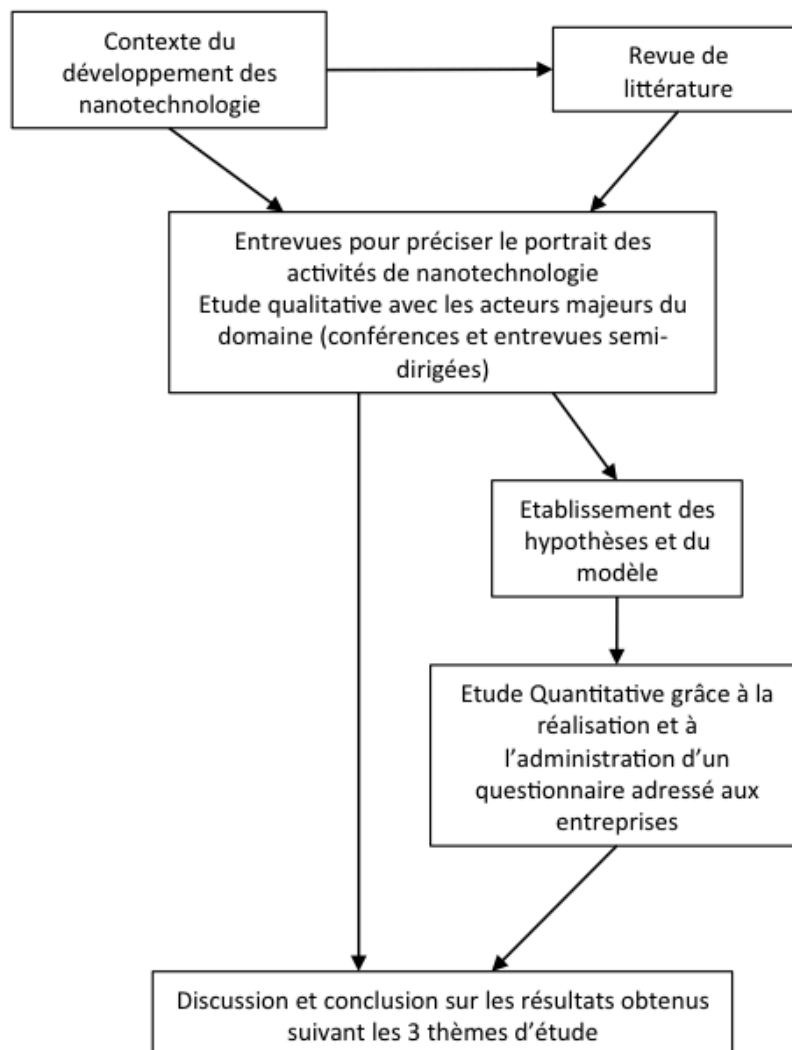 Contexte du
développement des
nanotechnologie
Revue de
littérature
Entrevues pour préciser le portrait des
activités de nanotechnologie
Etude qualitative avec les acteurs majeurs du
domaine (conférences et entrevues semi-
dirigées)
Etablissement des
hypothèses et du
modèle
Etude Quantitative grâce à la
réalisation et à
l’administration d’un
questionnaire adressé aux
entreprises
Discussion et conclusion sur les résultats obtenus
suivant les 3 thèmes d’étude